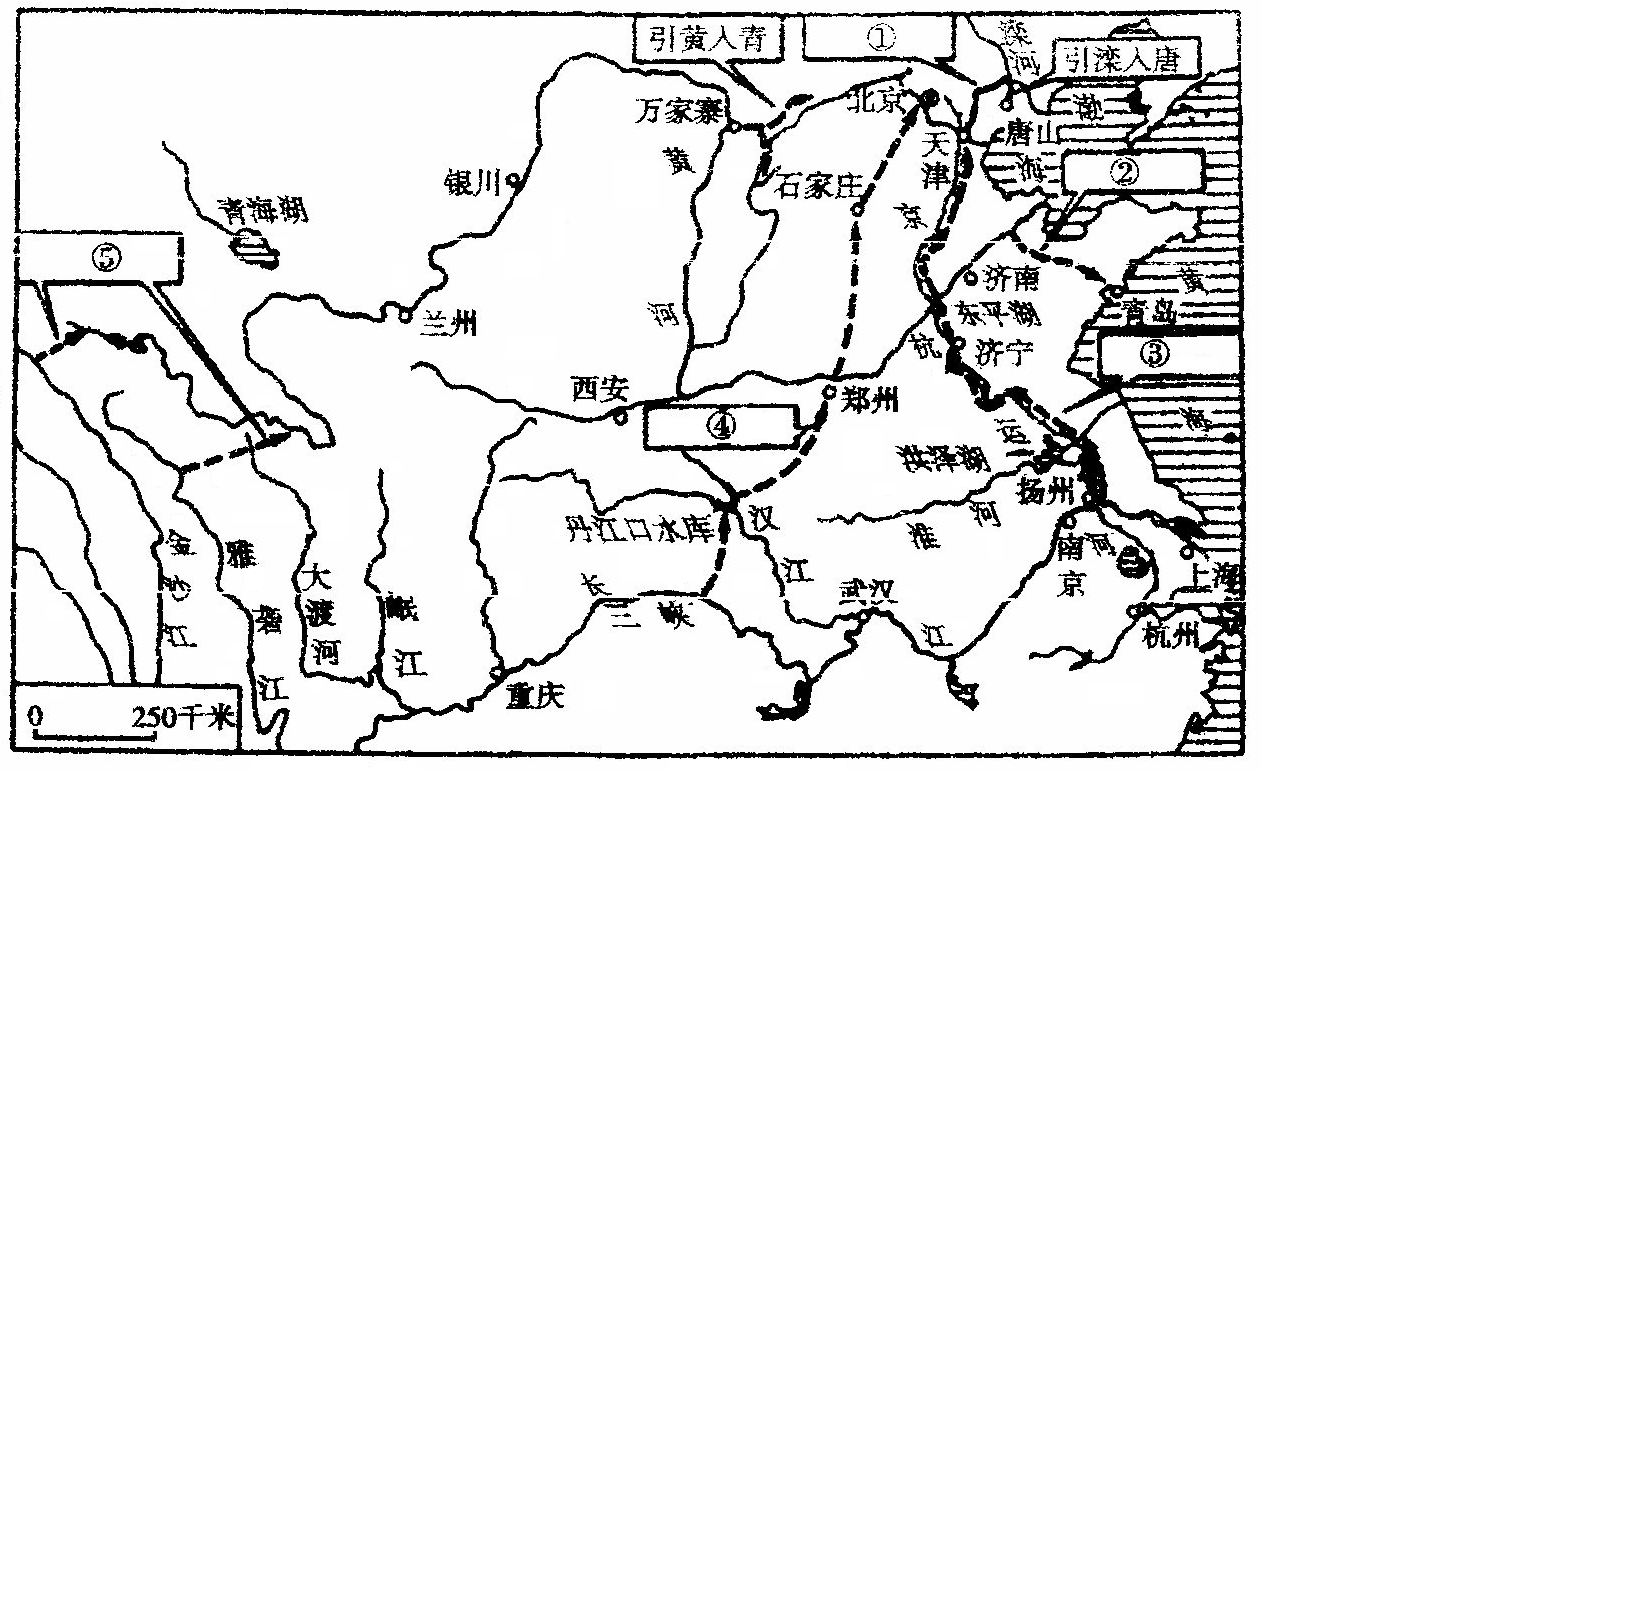 引黄入青
①
滦河
引滦入唐
万家寨
北京
渤海
唐山
天津
②
黄河
银川
石家庄
青海湖
⑤
京杭运河
济南
黄海
青岛
东平湖
兰州
济宁
③
西安
④
郑州
洪泽湖
扬州
丹江口水库
汉江
淮河
金沙江
雅砻江
大渡河
岷江
长江
三峡
武汉
南京
上海
杭州
重庆
0 250千米